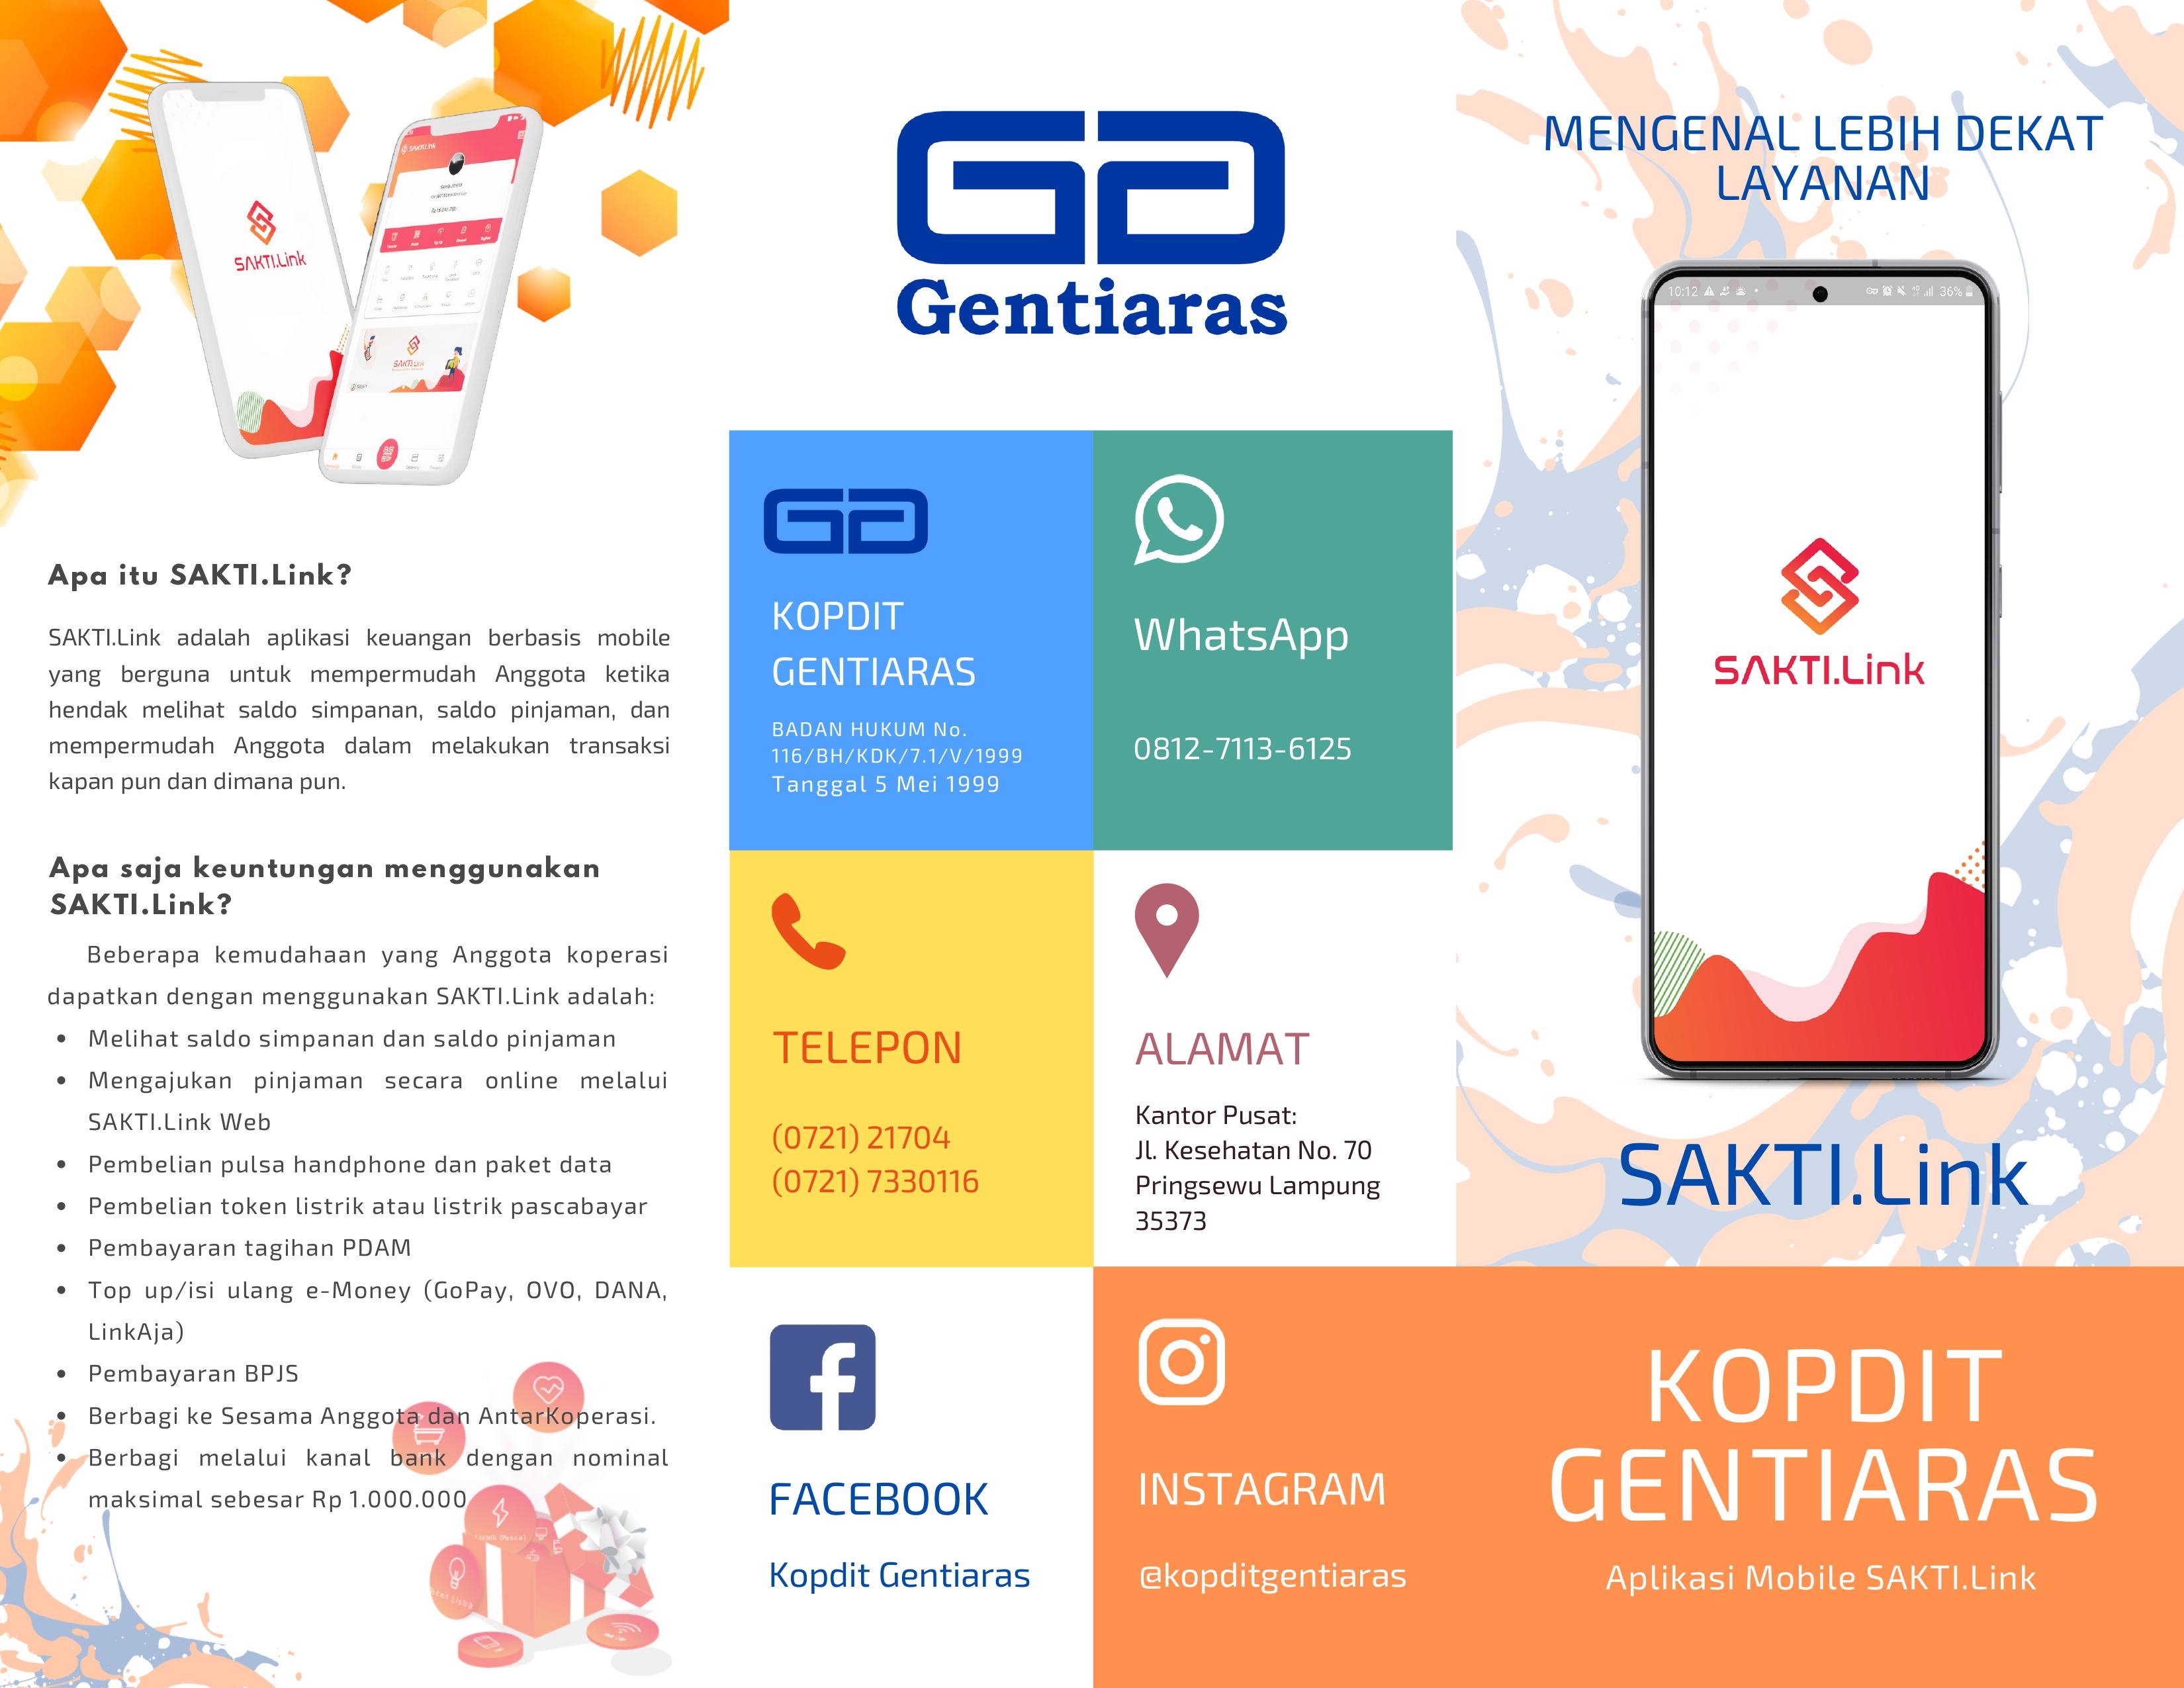 SAKTI.Link
SAKTI.Link
SAKTI.Link
Apa itu SAKTI.Link?
SAKTI.Link adalah aplikasi keuangan berbasis mobile
yang berguna untuk mempermudah Anggota ketika
hendak melihat saldo simpanan, saldo pinjaman, dan
mempermudah Anggota dalam melakukan transaksi
kapan pun dan dimana pun.
Apa saja keuntungan menggunakan
SAKTI.Link?
Beberapa kemudahaan yang Anggota koperasi
dapatkan dengan menggunakan SAKTI.Link adalah:
• Melihat saldo simpanan dan saldo pinjaman
• Mengajukan pinjaman secara online melalui
SAKTI.Link Web
• Pembelian pulsa handphone dan paket data
• Pembelian token listrik atau listrik pascabayar
• Pembayaran tagihan PDAM
• Top up/isi ulang e-Money (GoPay, OVO, DANA,
LinkAja)
• Pembayaran BPJS
• Berbagi ke Sesama Anggota dan AntarKoperasi.
• Berbagi melalui kanal bank dengan nominal
maksimal sebesar Rp 1.000.000
Gentiaras
KOPDIT
GENTIARAS
BADAN HUKUM No.
116/BH/KDK/7.1/V/1999
Tanggal 5 Mei 1999
WhatsApp
0812-7113-6125
TELEPON
(0721) 21704
(0721) 7330116
ALAMAT
Kantor Pusat:
Jl. Kesehatan No. 70
Pringsewu Lampung
35373
FACEBOOK
Kopdit Gentiaras
INSTAGRAM
@kopditgentiaras
MENGENAL LEBIH DEKAT
LAYANAN
10:12 36%
SAKTI.Link
SAKTI.Link
KOPDIT
GENTIARAS
Aplikasi Mobile SAKTI.Link